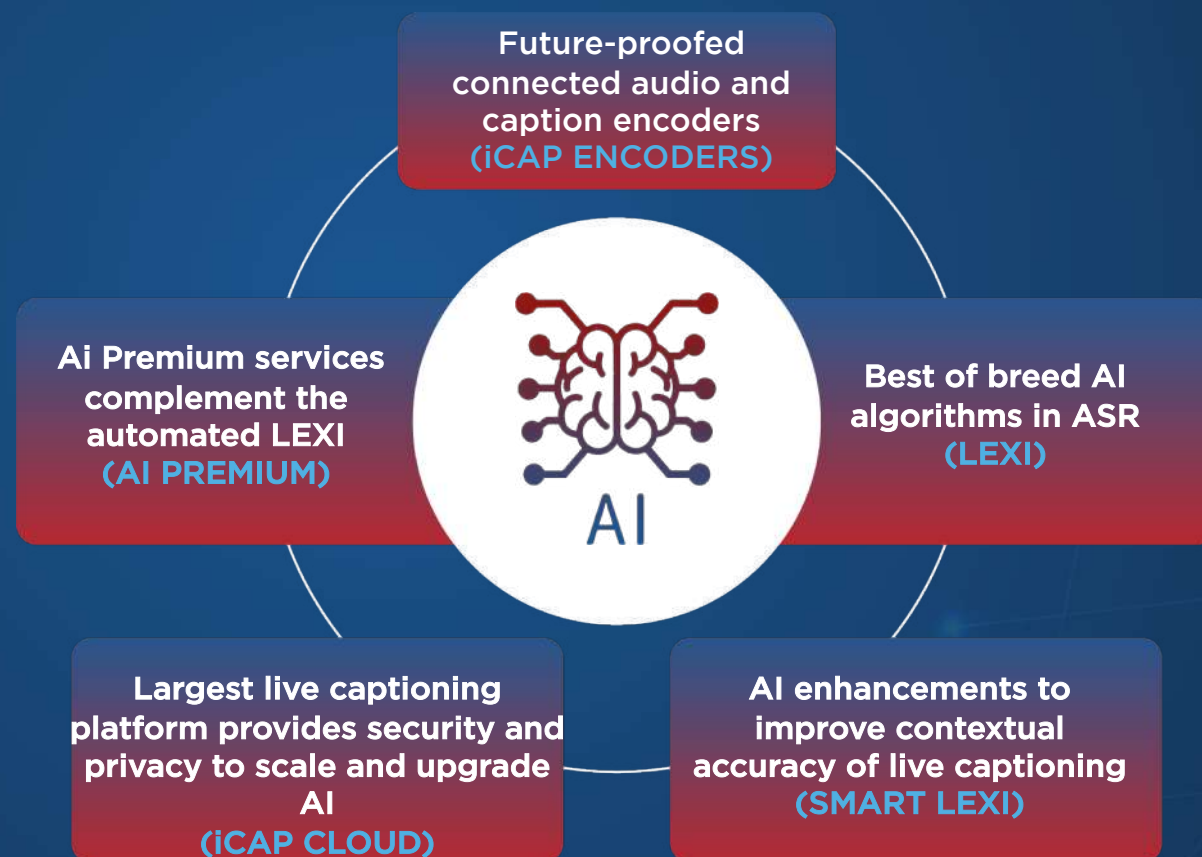 Future-proofed
connected audio and
caption encoders
(iCAP ENCODERS)
Ai Premium services
complement the
automated LEXI
(AI PREMIUM)
AI
Best of breed AI
algorithms in ASR
(LEXI)
Largest live captioning
platform provides security and
privacy to scale and upgrade
AI
(iCAP CLOUD)
AI enhancements to
improve contextual
accuracy of live captioning
(SMART LEXI)